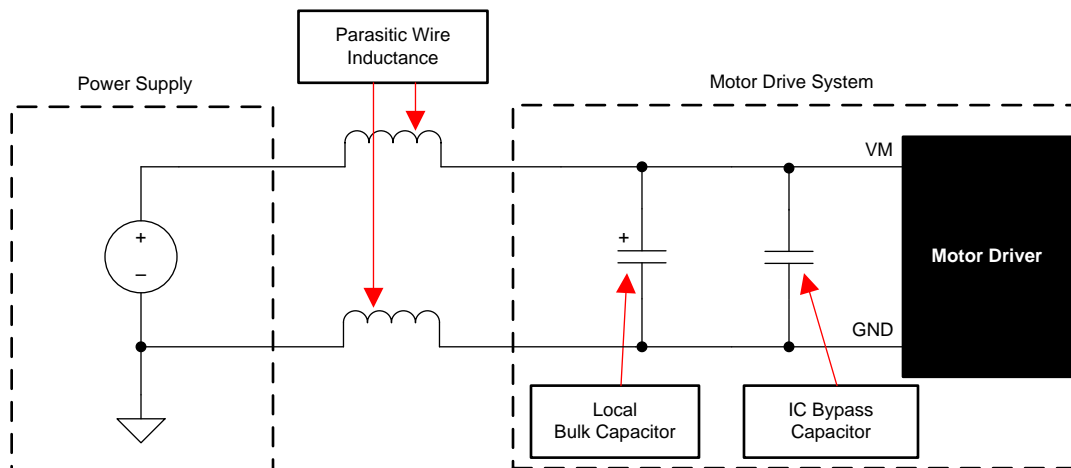 Parasitic Wire
Inductance
Power Supply
Motor Drive System
VM
+
–
+
Motor Driver
GND
Local
Bulk Capacitor
IC Bypass
Capacitor